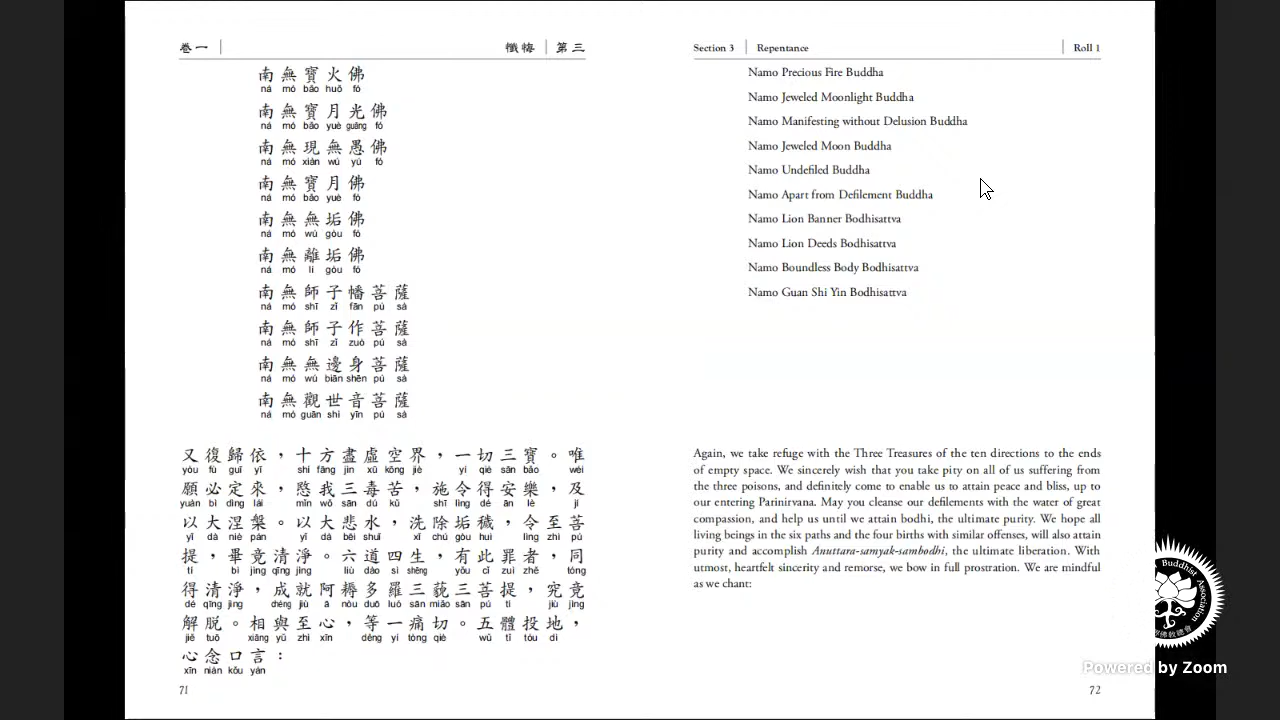 卷一
懺悔 第三
南無寶火佛
ná mó bǎo huǒ fó
南無寶月光佛
ná mó bǎo yuè guāng fó
南無現無愚佛
ná mó xiàn wú yú fó
南無寶月佛
ná mó bǎo yuè fó
南無無垢佛
ná mó wú gòu fó
南無離垢佛
ná mó lí gòu fó
南無師子幡菩薩
ná mó shī zǐ fān pú sà
南無師子作菩薩
ná mó shī zǐ zuò pú sà
南無無邊身菩薩
ná mó wú biān shēn pú sà
南無觀世音菩薩
ná mó guān shì yīn pú sà
又復歸依，十方盡虛空界，一切三寶。唯
yòu fù guī yī shí fāng jìn xū kōng jiè yí qiè sān bǎo wéi
願必定來，愍我三毒苦，施令得安樂，及
yuàn bì dìng lái mǐn wǒ sān dú kǔ shī lìng dé ān lè jí
以大涅槃。以大悲水，洗除垢穢，令至菩
yǐ dà niè pán yǐ dà bēi shuǐ xǐ chú gòu huì lìng zhì pú
提，畢竟清淨。六道四生，有此罪者，同
tí bì jìng qīng jìng liù dào sì shēng yǒu cǐ zuì zhě tóng
得清淨，成就阿耨多羅三藐三菩提，究竟
dé qīng jìng chéng jiù ā nòu duō luó sān miǎo sān pú tí jiù jìng
解脫。相與至心，等一痛切。五體投地，
jiě tuō xiāng yǔ zhì xīn děng yí tòng qiè wǔ tǐ tóu dì
心念口言：
xīn niàn kǒu yán
71
Section 3 Repentance Roll 1
Namo Precious Fire Buddha
Namo Jeweled Moonlight Buddha
Namo Manifesting without Delusion Buddha
Namo Jeweled Moon Buddha
Namo Undefiled Buddha
Namo Apart from Defilement Buddha
Namo Lion Banner Bodhisattva
Namo Lion Deeds Bodhisattva
Namo Boundless Body Bodhisattva
Namo Guan Shi Yin Bodhisattva
Again, we take refuge with the Three Treasures of the ten directions to the ends
of empty space. We sincerely wish that you take pity on all of us suffering from
the three poisons, and definitely come to enable us to attain peace and bliss, up to
our entering Parinirvana. May you cleanse our defilements with the water of great
compassion, and help us until we attain bodhi, the ultimate purity. We hope all
living beings in the six paths and the four births with similar offenses, will also attain
purity and accomplish Anuttara-samyak-sambodhi, the ultimate liberation. With
utmost, heartfelt sincerity and remorse, we bow in full prostration. We are mindful
as we chant:
72
Buddhist Association
Powered by Zoom